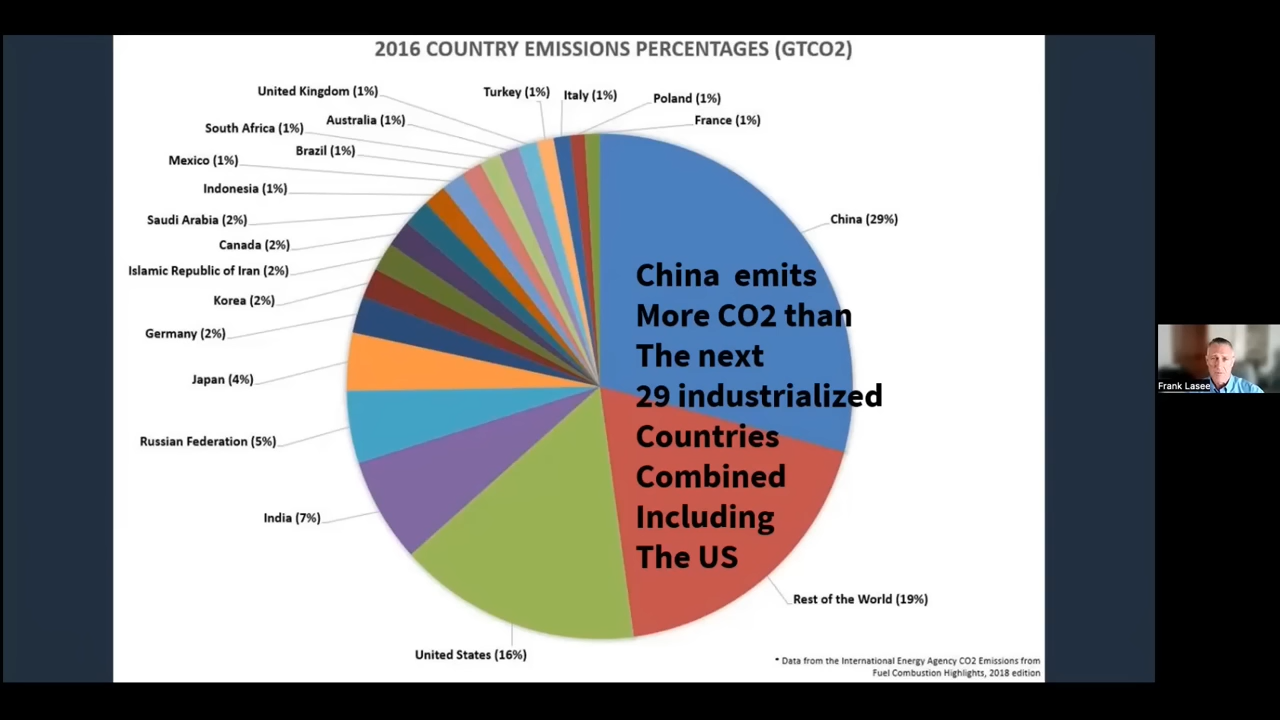 2016 COUNTRY EMISSIONS PERCENTAGES (GTCO2)
United Kingdom (1%)
Turkey (1%)
Italy (1%)
Poland (1%)
France (1%)
Australia (1%)
South Africa (1%)
Brazil (1%)
Mexico (1%)
Indonesia (1%)
Saudi Arabia (2%)
Canada (2%)
Islamic Republic of Iran (2%)
Korea (2%)
Germany (2%)
Japan (4%)
Russian Federation (5%)
India (7%)
United States (16%)
China (29%)
China emits
More CO2 than
The next
29 industrialized
Countries
Combined
Including
The US
Rest of the World (19%)
* Data from the International Energy Agency CO2 Emissions from
Fuel Combustion Highlights, 2018 edition
Frank Lasee